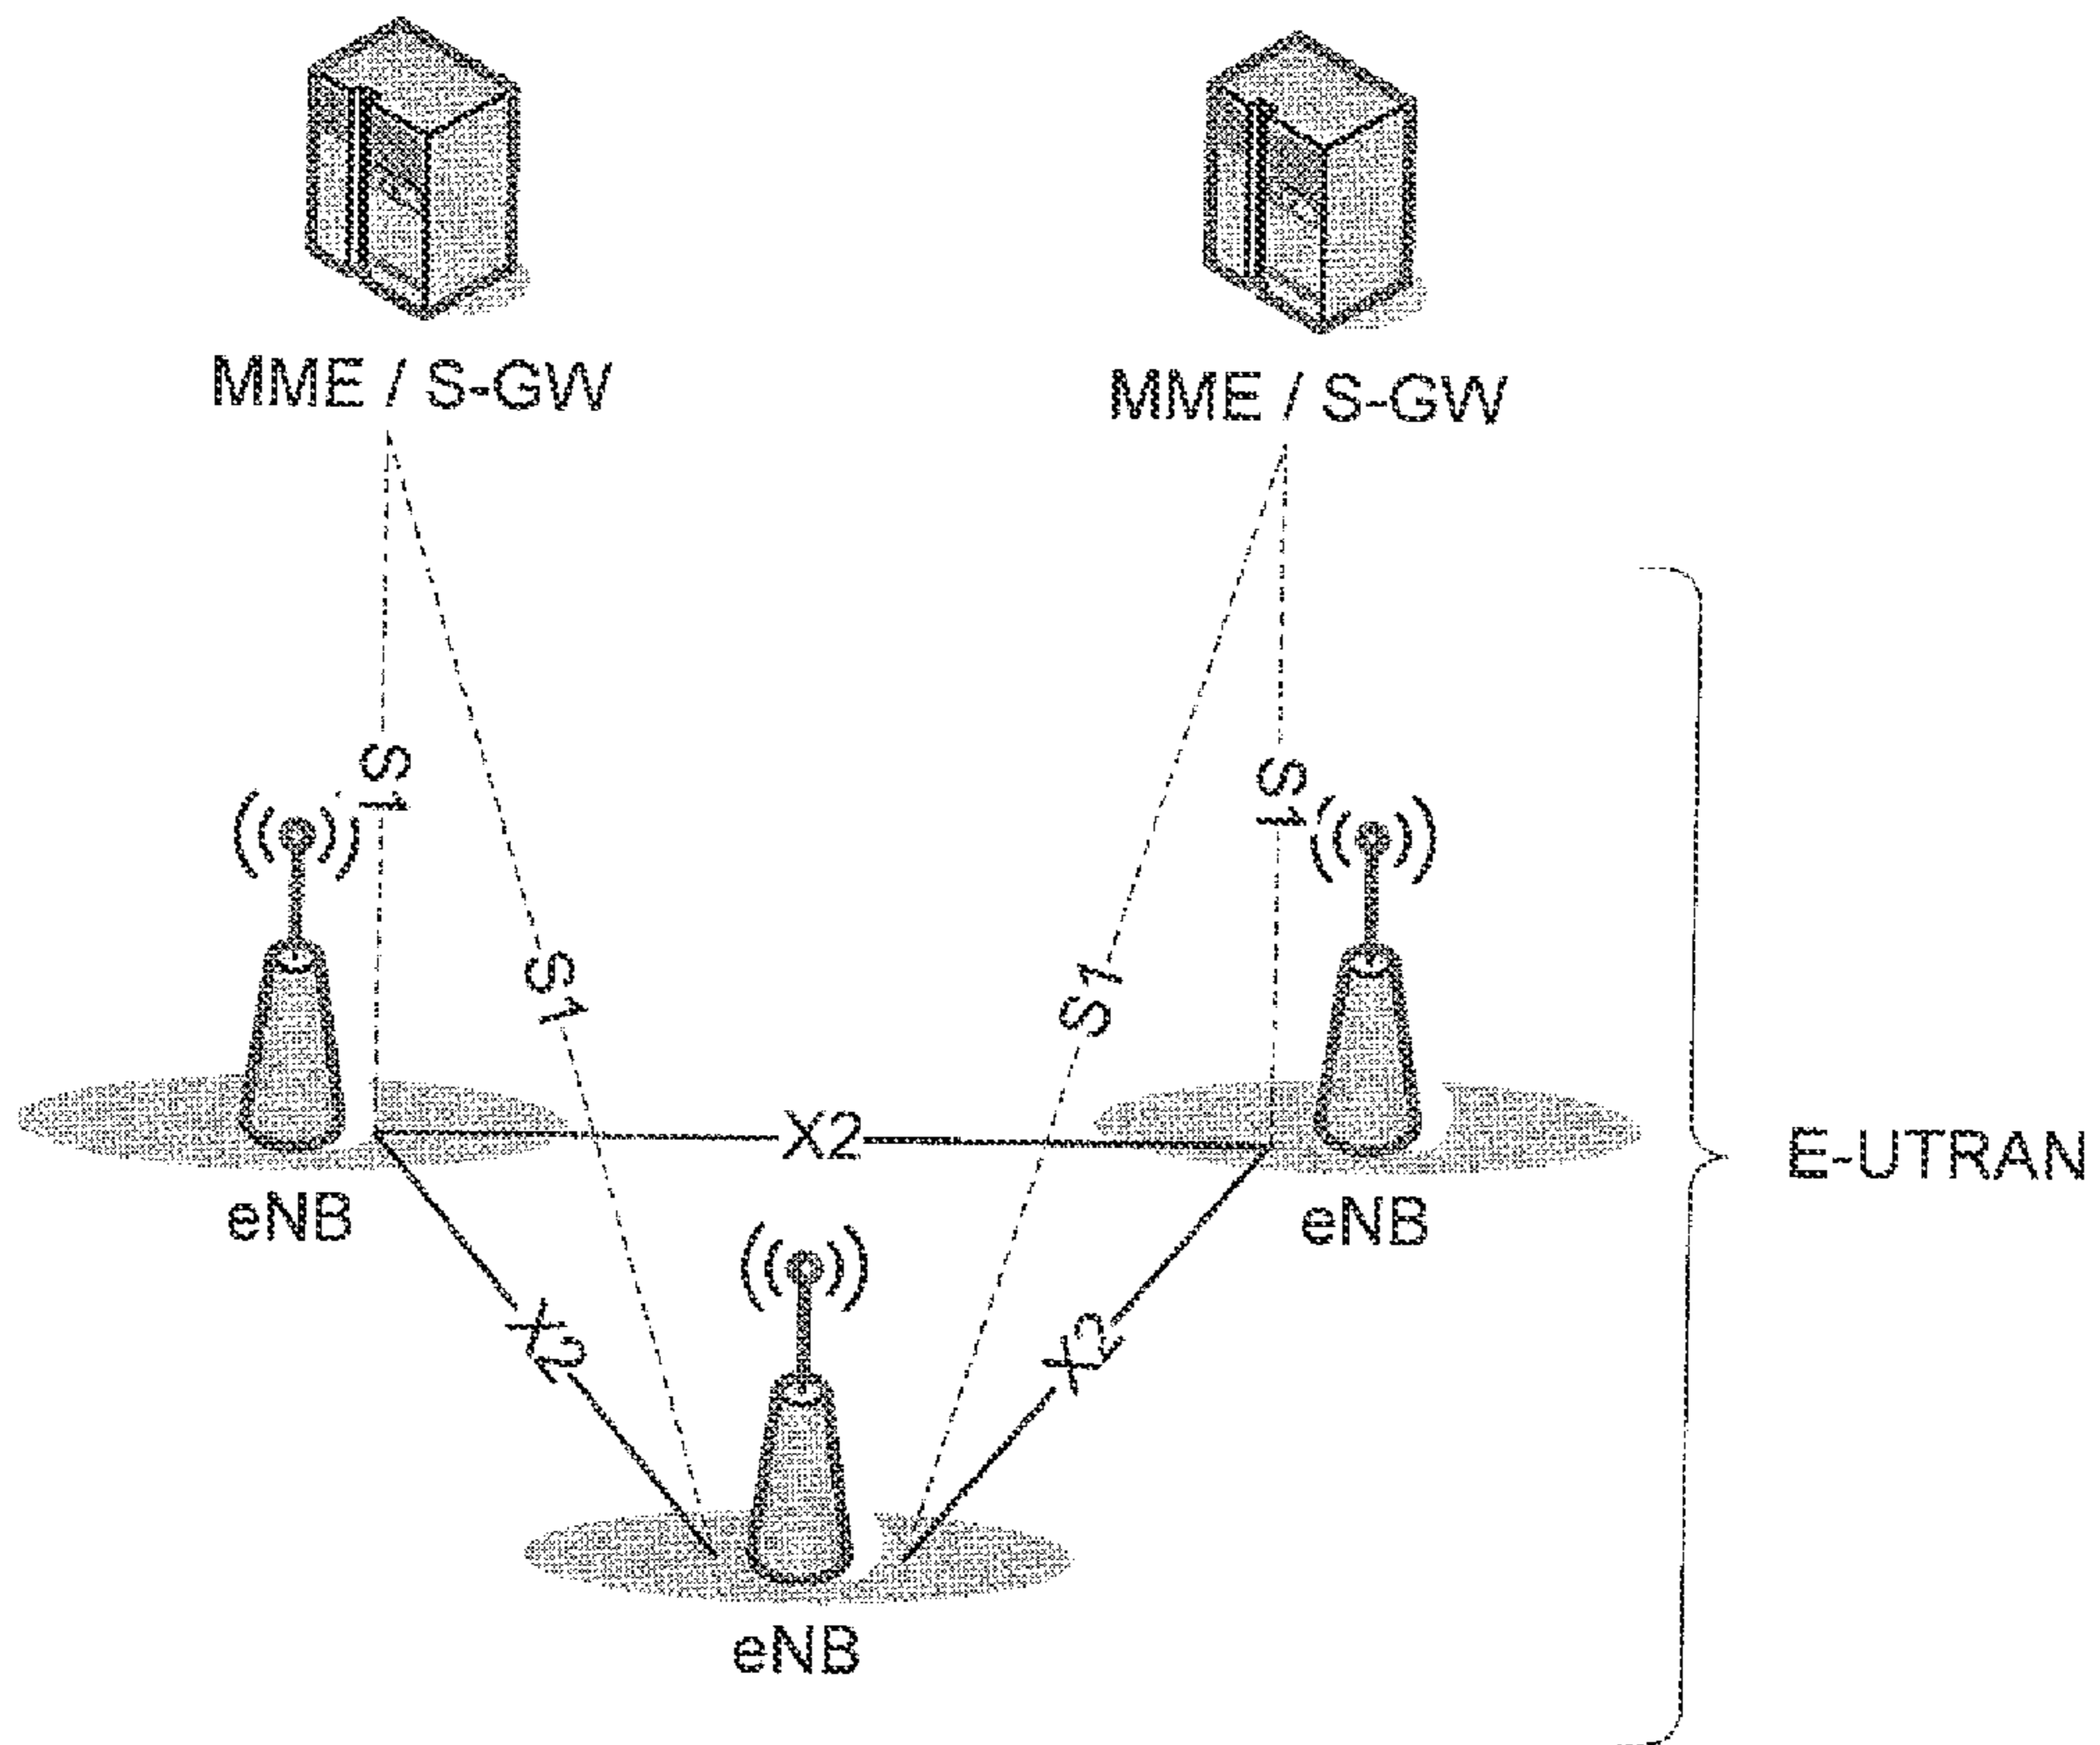 MME / S-GW
MME / S-GW
S1
S1
S1
S1
X2
E-UTRAN
eNB
eNB
X2
X2
eNB